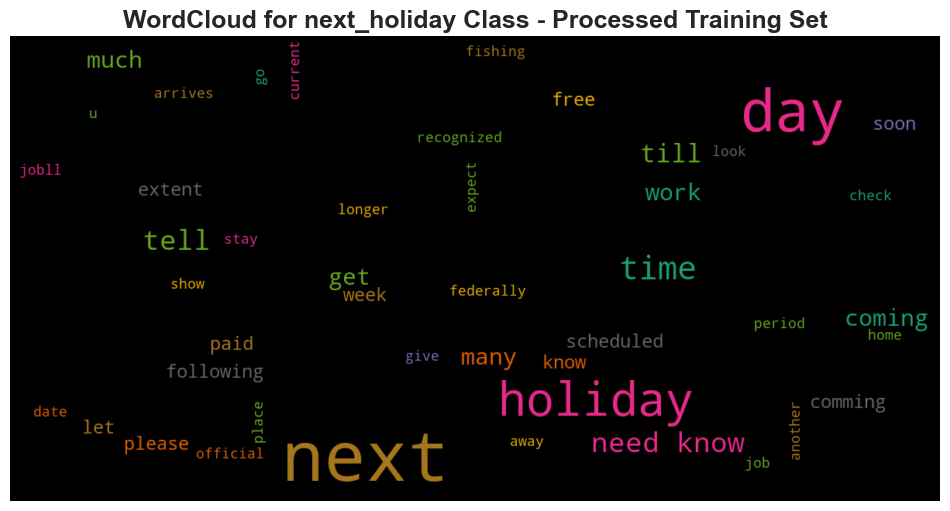 WordCloud for next_holiday Class - Processed Training Set
much
arrives
go
current
fishing
free
day
soon
u
recognized
till
look
jobll
extent
expect
work
check
longer
tell
stay
time
get
show
week
federally
coming
period
home
paid
scheduled
give
many
know
following
holiday
comming
date
place
let
another
please
away
need know
official
next
job